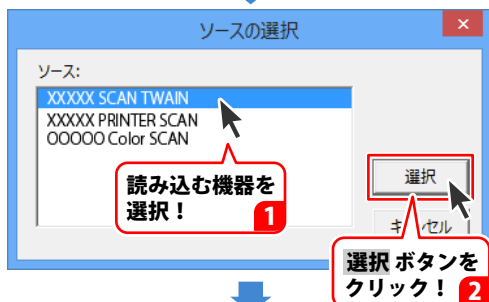 ソースの選択
ソース:
XXXXX SCAN TWAIN
XXXXX PRINTER SCAN
OOOOO Color SCAN
読み込む機器を
選択！
1
選択
選択 ボタンを
クリック！ 2